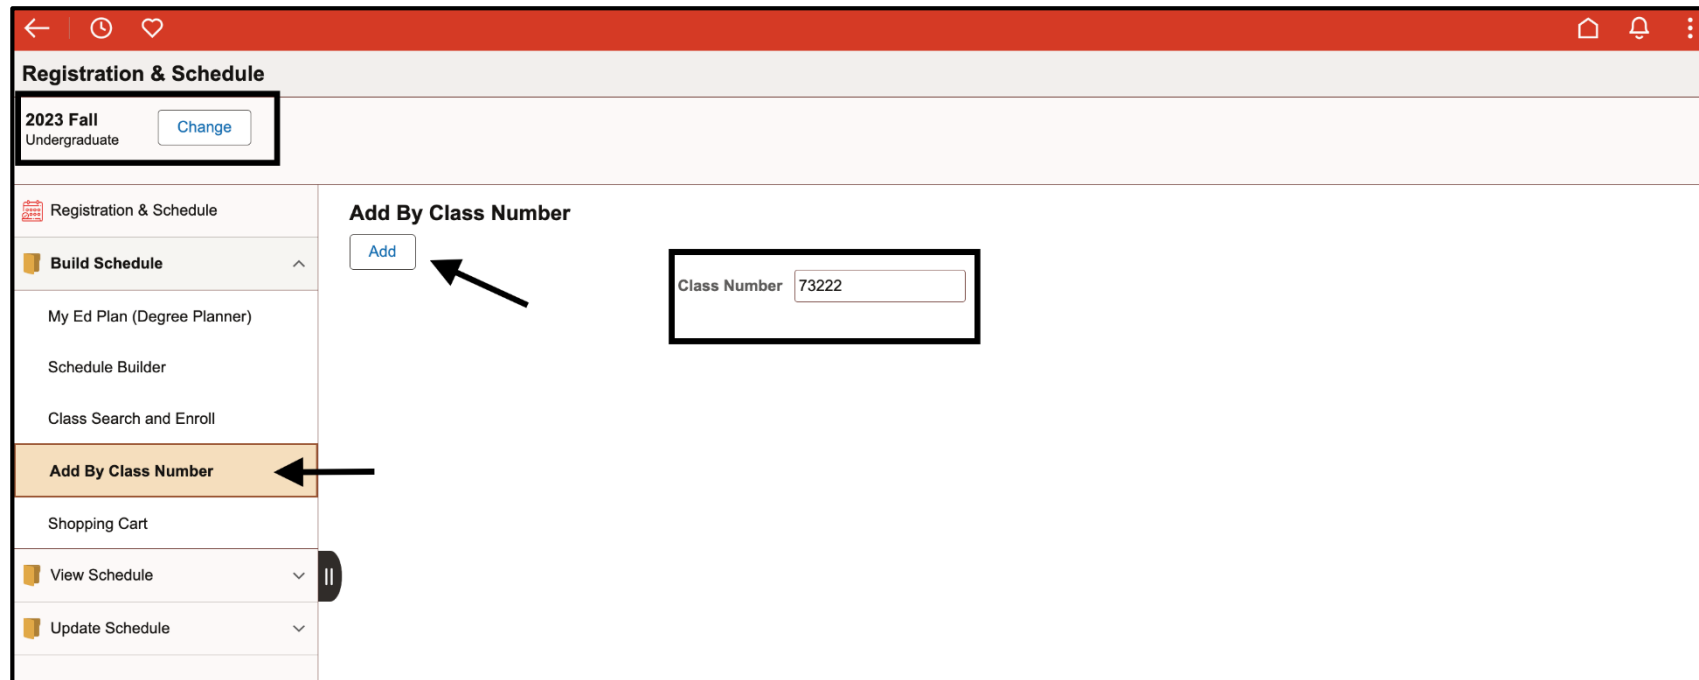 Registration & Schedule
2023 Fall
Undergraduate
Change
Registration & Schedule
Build Schedule
My Ed Plan (Degree Planner)
Schedule Builder
Class Search and Enroll
Add By Class Number
Shopping Cart
View Schedule
Update Schedule
Add By Class Number
Add
Class Number 73222